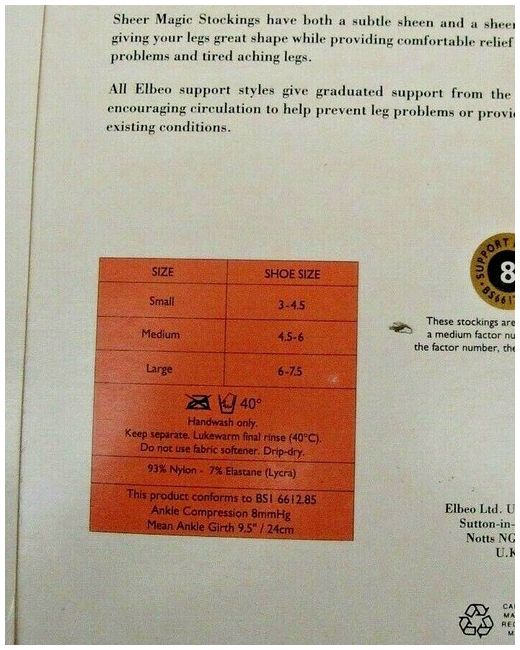 Sheer Magic Stockings have both a subtle sheen and a sheer
giving your legs great shape while providing comfortable relief
problems and tired aching legs.
All Elbeo support styles give graduated support from the
encouraging circulation to help prevent leg problems or
existing conditions.
SIZE SHOE SIZE
Small 3-4.5
Medium 4.5-6
Large 6-7.5
40°
Handwash only.
Keep separate. Lukewarm final rinse (40°C).
Do not use fabric softener. Drip-dry.
93% Nylon - 7% Elastane (Lycra)
This product conforms to BSI 6612.85
Ankle Compression 8mmHg
Mean Ankle Girth 9.5" / 24cm
SUPPORT
8
These stockings are
a medium factor
the factor number,
Elbeo Ltd.
Sutton-in-
Notts NG
U.K